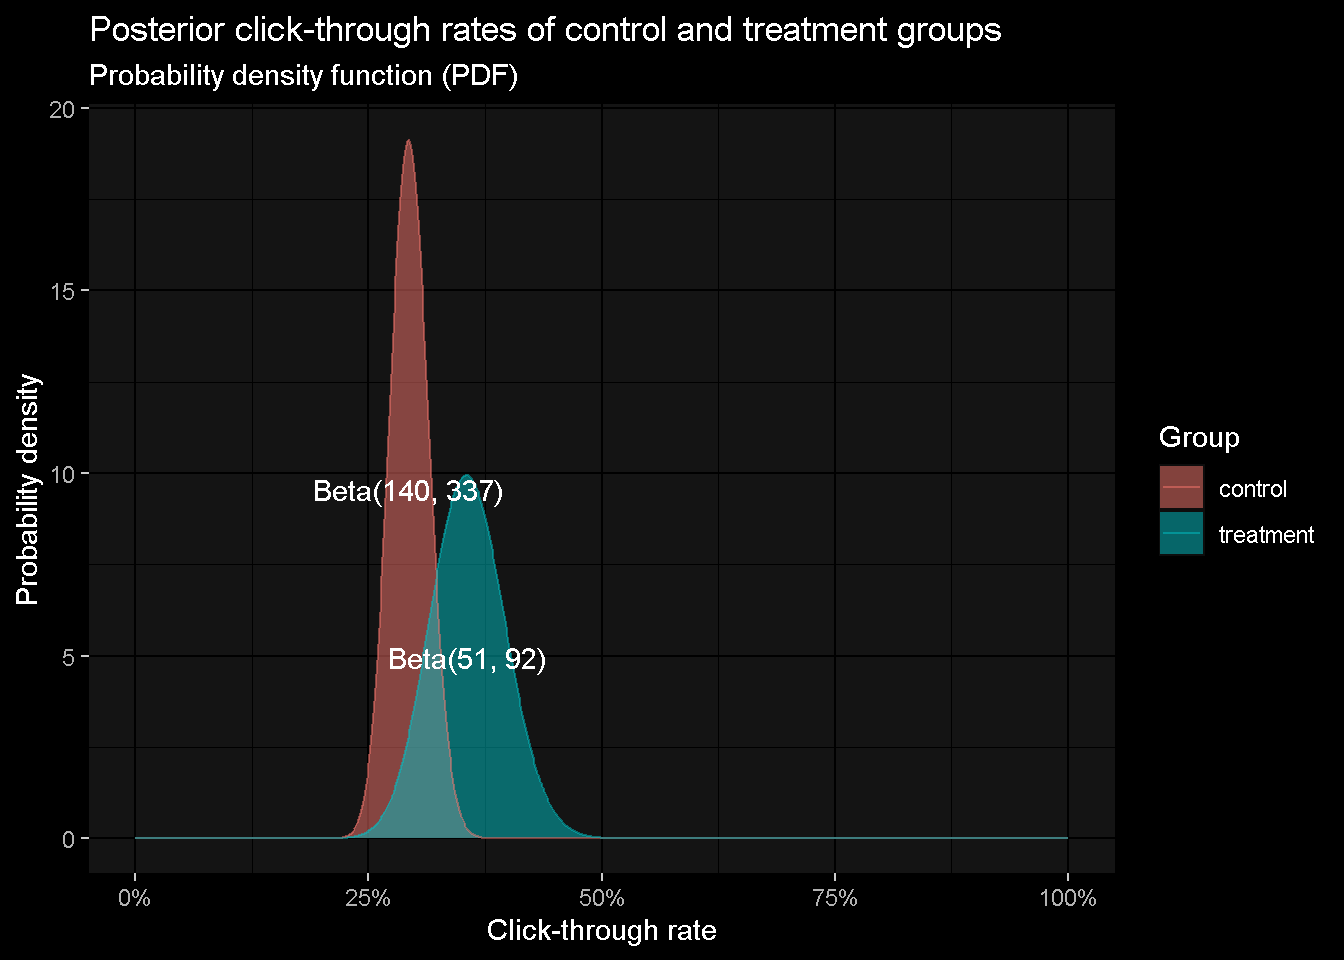 Posterior click-through rates of control and treatment groups
Probability density function (PDF)
20
15
10
5
0
Probability density
Beta(140, 337)
Beta(51, 92)
0%
25%
50%
75%
100%
Click-through rate
Group
control
treatment